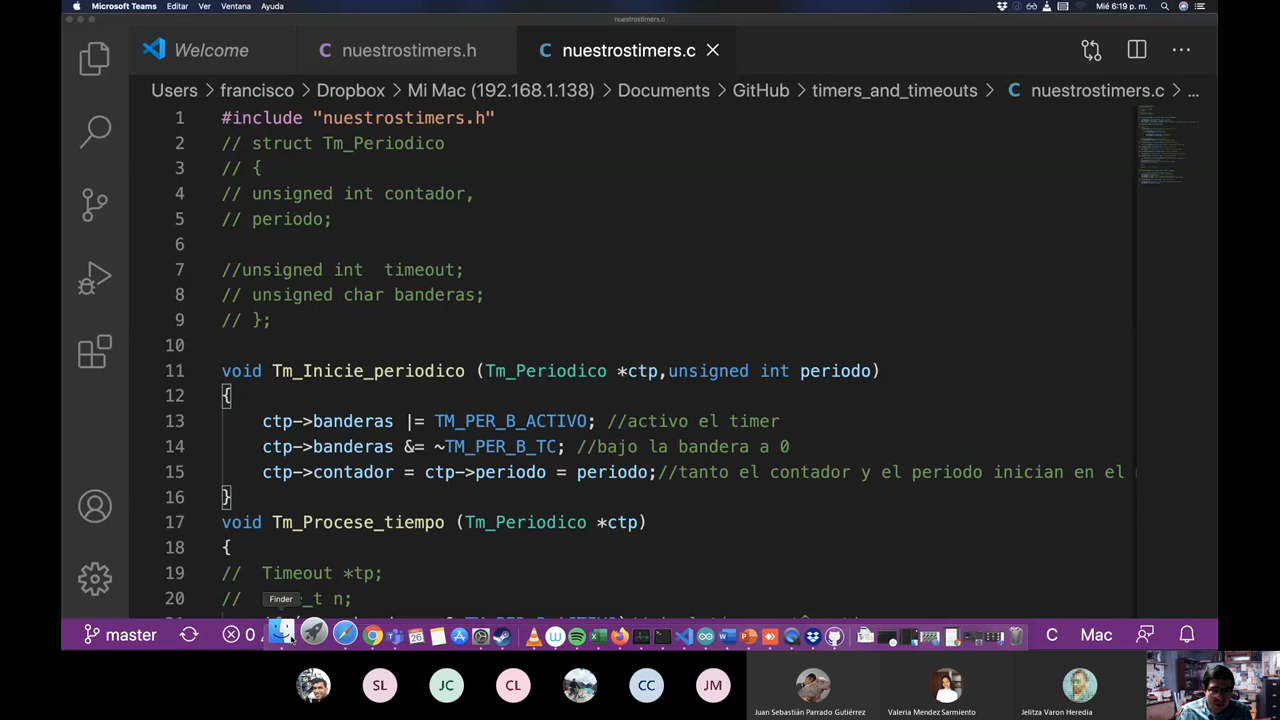 Microsoft Teams Editar Ver Ventana Ayuda Mié 6:19 p. m.
nuestrostimers.c
Welcome nuestrostimers.h C nuestrostimers.c
C
Users > francisco > Dropbox > Mi Mac (192.168.1.138) > Documents > GitHub > timers_and_timeouts > C nuestrostimers.c > ...
1 #include "nuestrostimers.h"
2 // struct Tm_Periodico
3 // {
4 // unsigned int contador,
5 // periodo;
6
7 //unsigned int  timeout;
8 // unsigned char banderas;
9 // };
10
11 void Tm_Inicie_periodico (Tm_Periodico *ctp,unsigned int periodo)
12 {
13 ctp->banderas |= TM_PER_B_ACTIVO; //activo el timer
14 ctp->banderas &= ~TM_PER_B_TC; //bajo la bandera a 0
15 ctp->contador = ctp->periodo = periodo;//tanto el contador y el periodo inician en el
16 }
17 void Tm_Procese_tiempo (Tm_Periodico *ctp)
18 {
19 //  Timeout *tp;
20 // _t n;
Finder
master 0 C Mac
SL JC CL CC JM
Juan Sebastián Parrado Gutiérrez Valeria Mendez Sarmiento Jelitza Varon Heredia